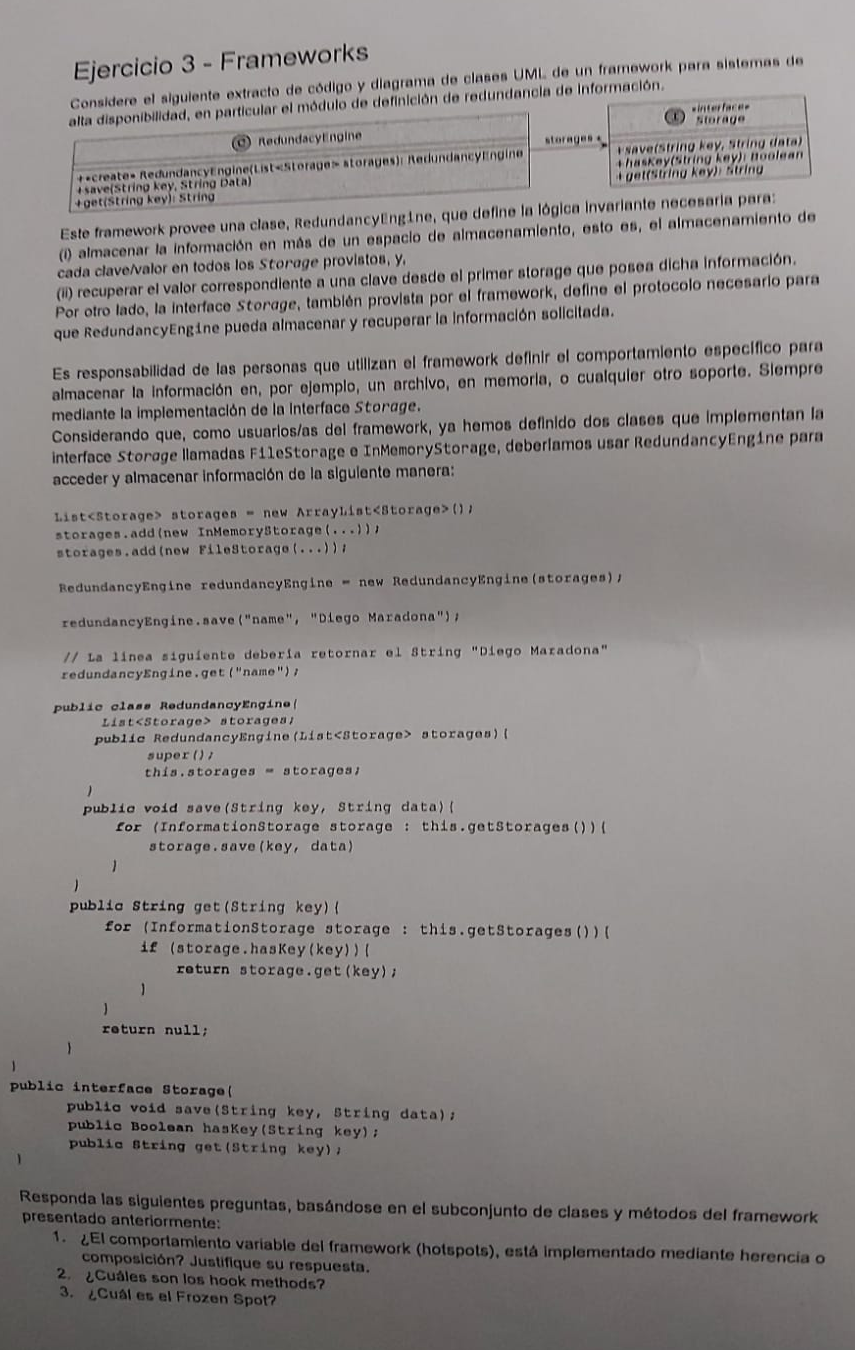 Ejercicio 3 - Frameworks
Considere el siguiente extracto de código y diagrama de clases UML de un framework para sistemas de
alta disponibilidad, en particular el módulo de definición de redundancia de información.
C RedundacyEngine
+«create» RedundancyEngine(List<Storage> storages): RedundancyEngine
+save(String key, String Data)
+get(String key): String
storages *
I «interface»
Storage
+save(String key, String data)
+hasKey(String key): Boolean
+get(String key): String
Este framework provee una clase, RedundancyEngine, que define la lógica invariante necesaria para:
(i) almacenar la información en más de un espacio de almacenamiento, esto es, el almacenamiento de
cada clave/valor en todos los Storage provistos, y,
(ii) recuperar el valor correspondiente a una clave desde el primer storage que posea dicha información.
Por otro lado, la interface Storage, también provista por el framework, define el protocolo necesario para
que RedundancyEngine pueda almacenar y recuperar la información solicitada.
Es responsabilidad de las personas que utilizan el framework definir el comportamiento específico para
almacenar la información en, por ejemplo, un archivo, en memoria, o cualquier otro soporte. Siempre
mediante la implementación de la interface Storage.
Considerando que, como usuarios/as del framework, ya hemos definido dos clases que implementan la
interface Storage llamadas FileStorage e InMemoryStorage, deberíamos usar RedundancyEngine para
acceder y almacenar información de la siguiente manera:
List<Storage> storages = new ArrayList<Storage>();
storages.add(new InMemoryStorage(...));
storages.add(new FileStorage(...));
RedundancyEngine redundancyEngine = new RedundancyEngine(storages);
redundancyEngine.save("name", "Diego Maradona");
// La línea siguiente debería retornar el String "Diego Maradona"
redundancyEngine.get("name");
public class RedundancyEngine{
List<Storage> storages;
public RedundancyEngine(List<Storage> storages){
super();
this.storages = storages;
}
public void save(String key, String data){
for (InformationStorage storage : this.getStorages()){
storage.save(key, data)
}
}
public String get(String key){
for (InformationStorage storage : this.getStorages()){
if (storage.hasKey(key)){
return storage.get(key);
}
}
return null;
}
}
public interface Storage{
public void save(String key, String data);
public Boolean hasKey(String key);
public String get(String key);
}
Responda las siguientes preguntas, basándose en el subconjunto de clases y métodos del framework
presentado anteriormente:
1. ¿El comportamiento variable del framework (hotspots), está implementado mediante herencia o
composición? Justifique su respuesta.
2. ¿Cuáles son los hook methods?
3. ¿Cuál es el Frozen Spot?